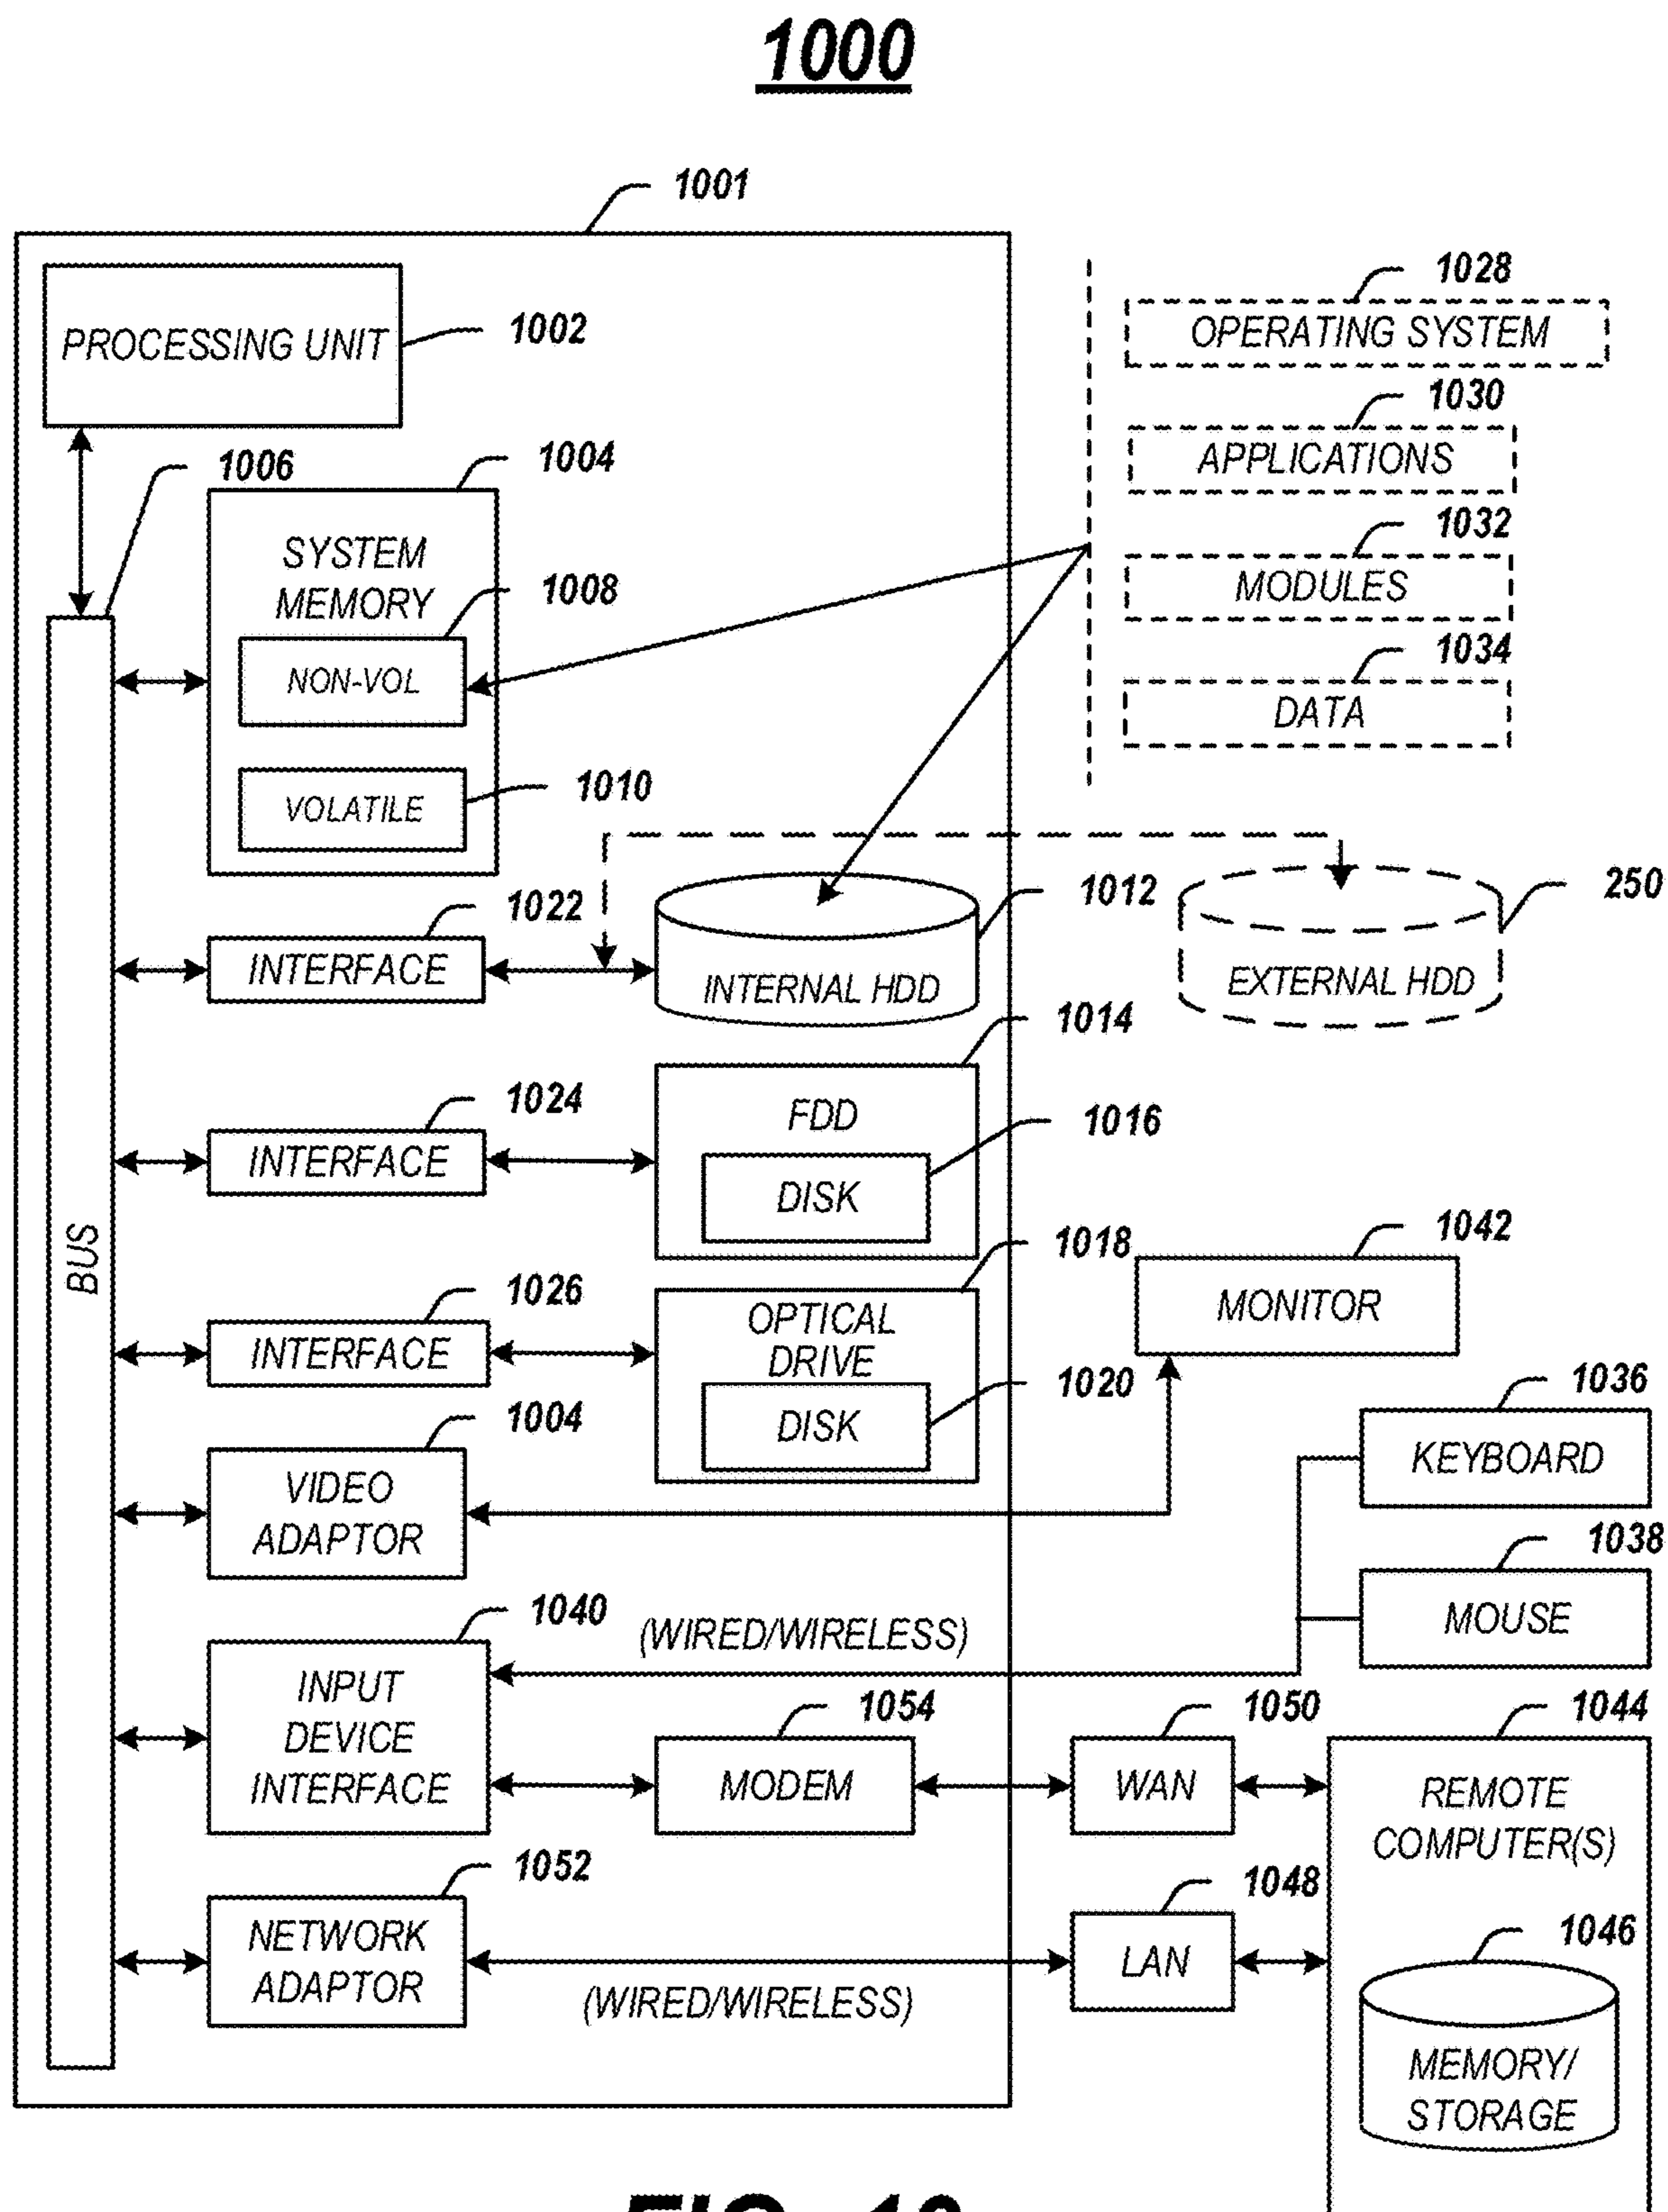 1000
1001
1028
OPERATING SYSTEM
PROCESSING UNIT
1002
1030
APPLICATIONS
1006
1004
SYSTEM
MEMORY
1032
MODULES
1008
NON-VOL
1034
DATA
1010
VOLATILE
1022
INTERFACE
1012
INTERNAL HDD
250
EXTERNAL HDD
1014
FDD
1024
INTERFACE
1016
DISK
BUS
1018
OPTICAL
DRIVE
1042
MONITOR
1026
INTERFACE
1020
DISK
1036
KEYBOARD
1004
VIDEO
ADAPTOR
1038
MOUSE
1040
INPUT
DEVICE
INTERFACE
(WIRED/WIRELESS)
1054
MODEM
1050
WAN
1044
REMOTE
COMPUTER(S)
1052
NETWORK
ADAPTOR
(WIRED/WIRELESS)
1048
LAN
1046
MEMORY/
STORAGE